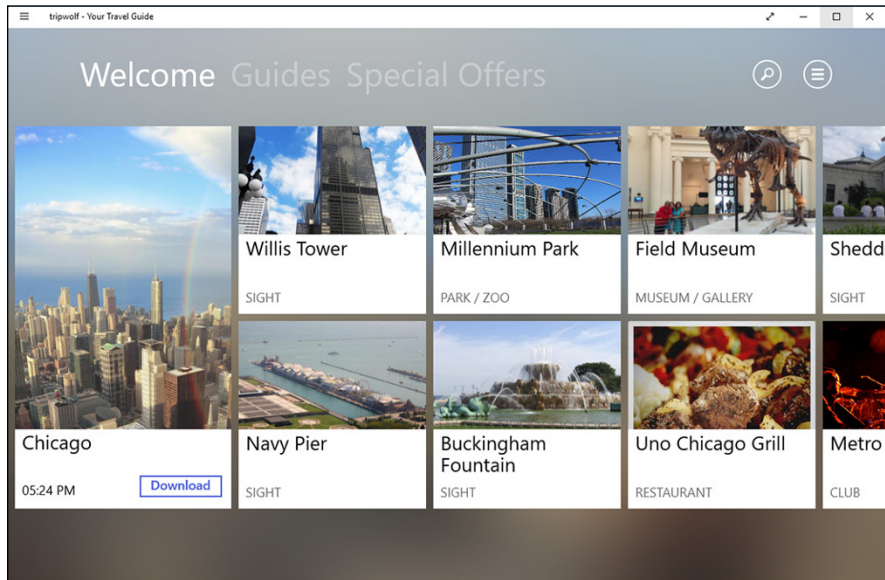 tripwolf - Your Travel Guide
Welcome Guides Special Offers
Chicago
05:24 PM
Download
Willis Tower
SIGHT
Millennium Park
PARK / ZOO
Field Museum
MUSEUM / GALLERY
Shedd
SIGHT
Navy Pier
SIGHT
Buckingham
Fountain
SIGHT
Uno Chicago Grill
RESTAURANT
Metro
CLUB